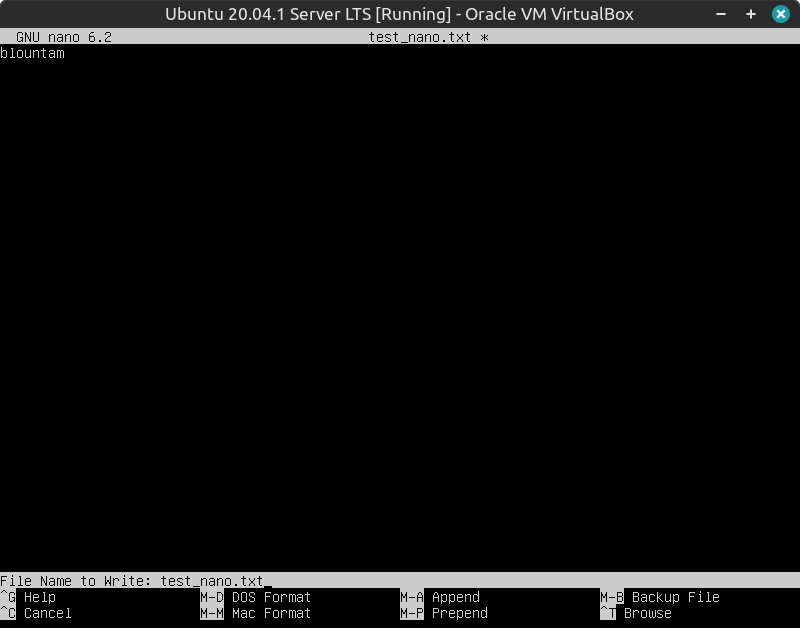 Ubuntu 20.04.1 Server LTS [Running] - Oracle VM VirtualBox
GNU nano 6.2 test_nano.txt *
blountam
File Name to Write: test_nano.txt_
^G Help M-D DOS Format M-A Append M-B Backup File
^C Cancel M-M Mac Format M-P Prepend ^T Browse